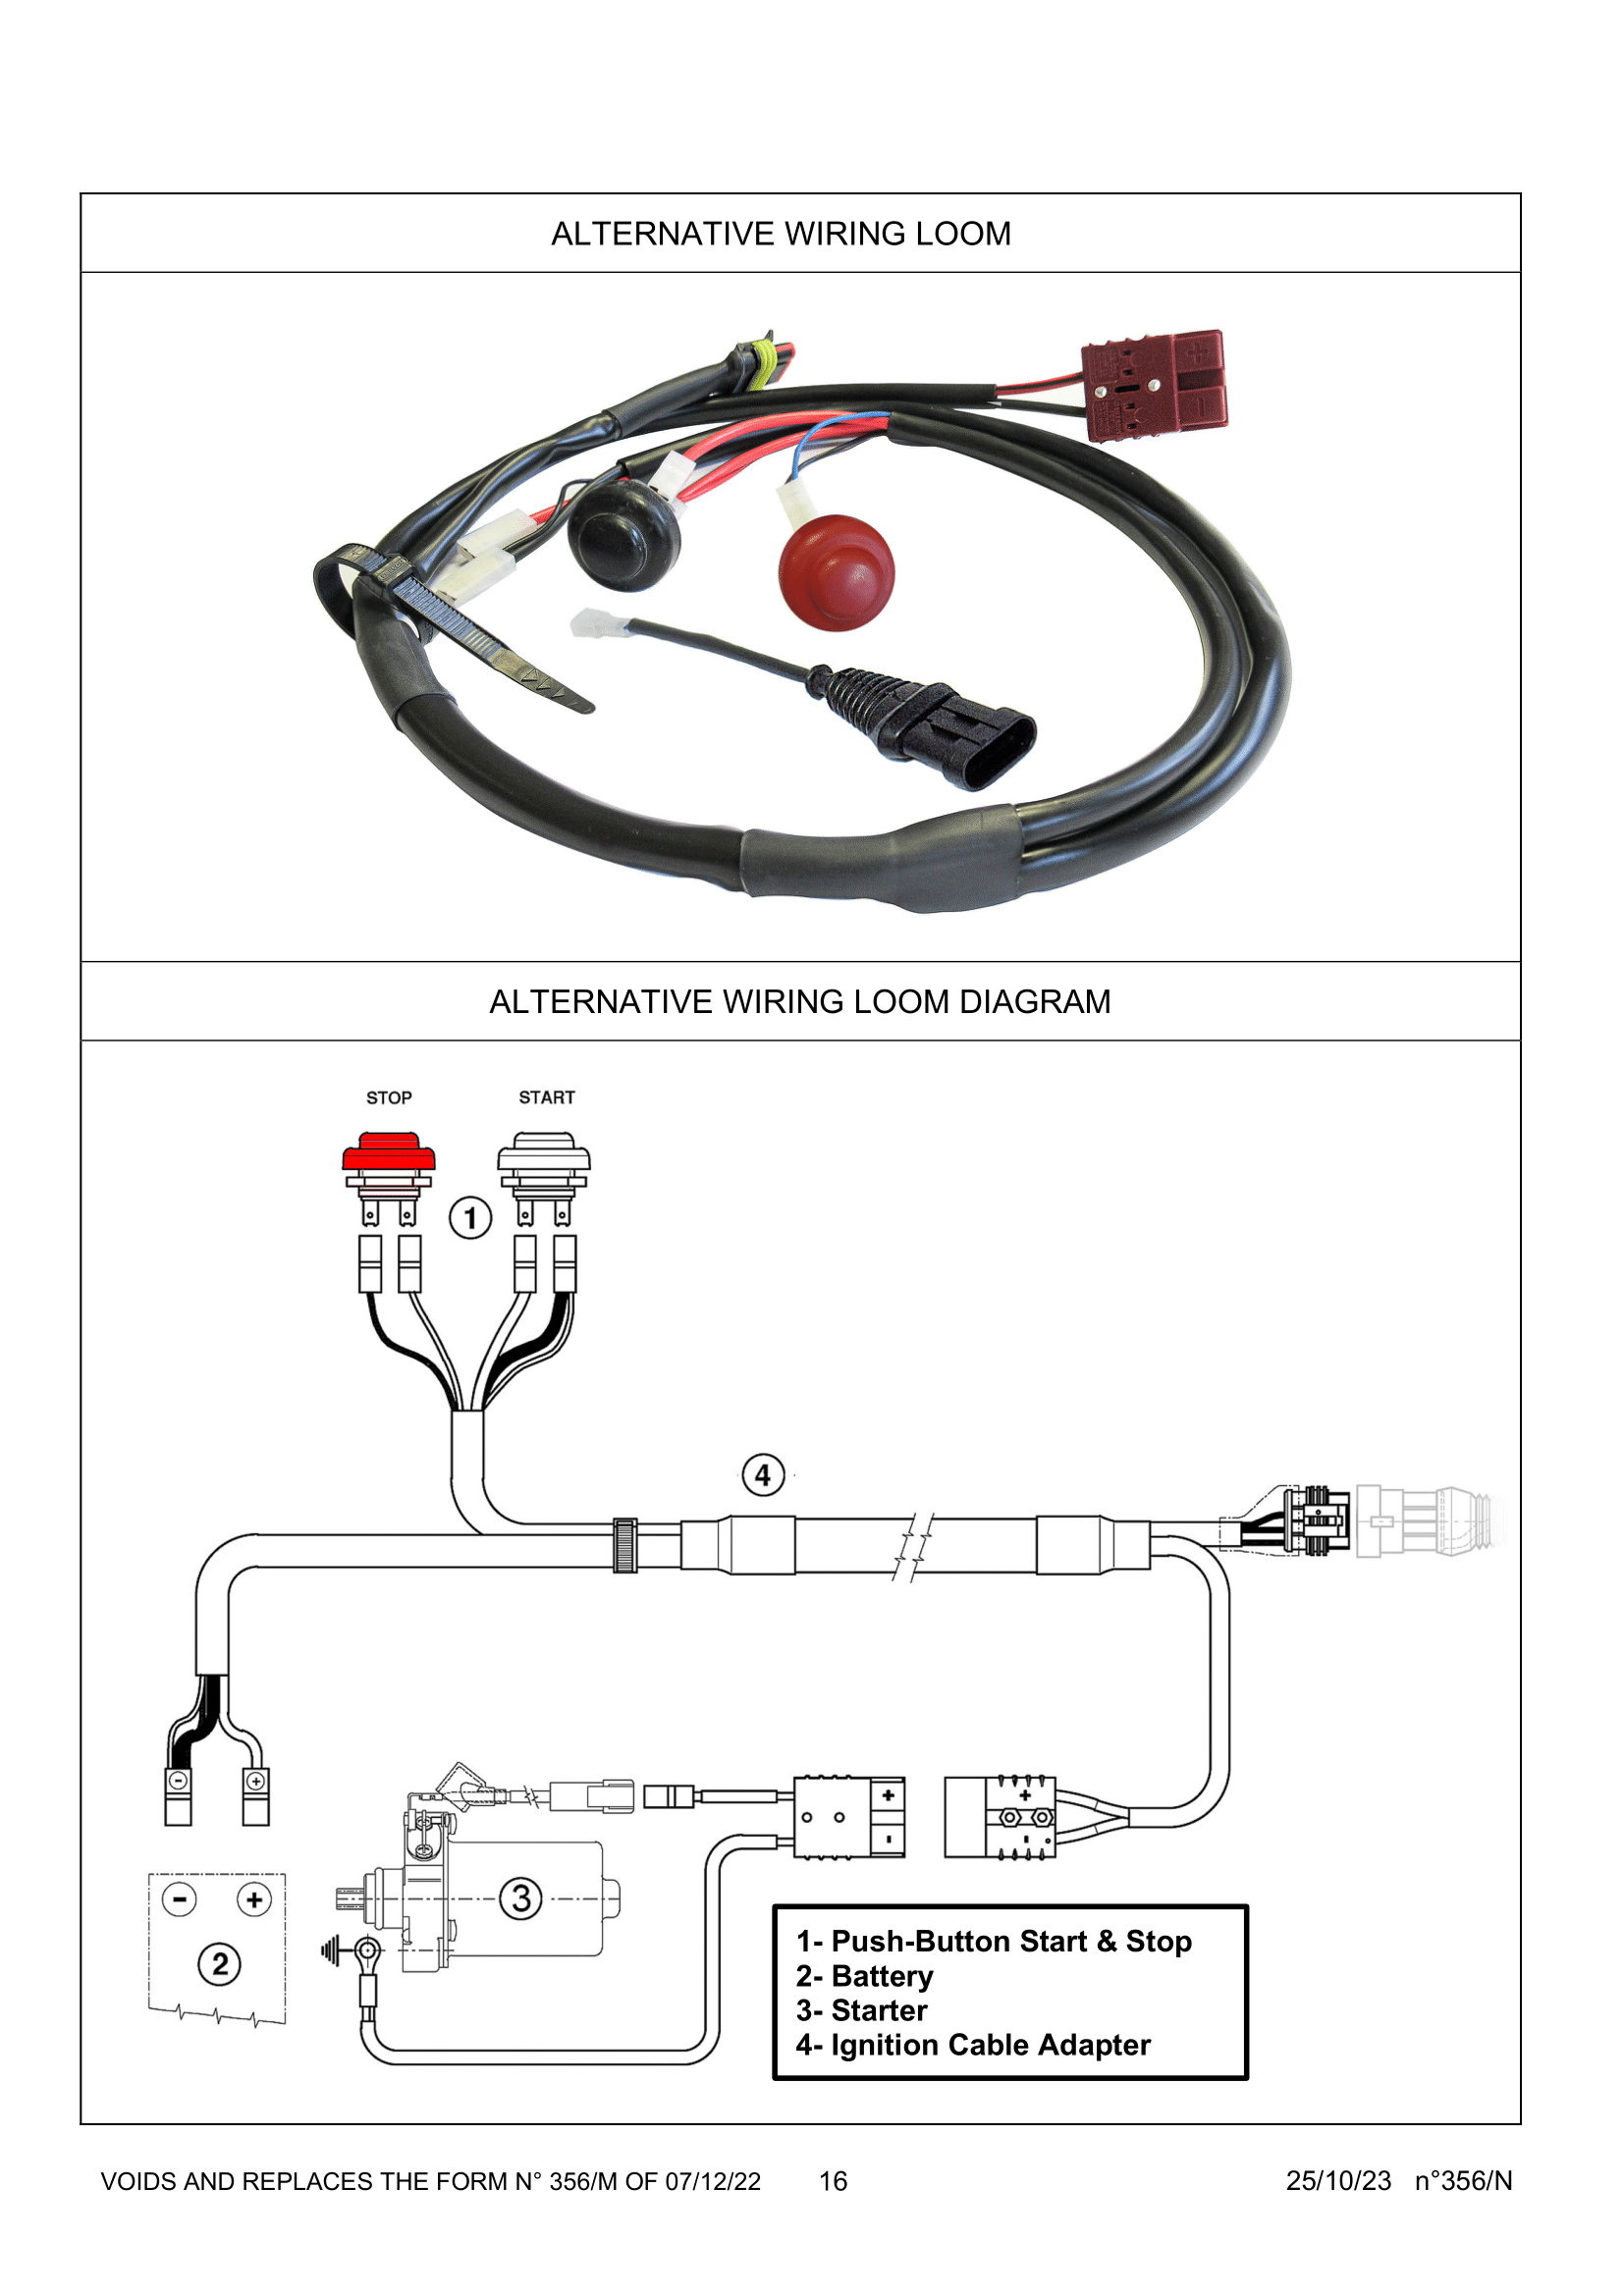 ALTERNATIVE WIRING LOOM
+
-
ALTERNATIVE WIRING LOOM DIAGRAM
STOP
START
1
4
-
+
+
-
+
-
-
+
2
3
1- Push-Button Start & Stop
2- Battery
3- Starter
4- Ignition Cable Adapter
VOIDS AND REPLACES THE FORM N° 356/M OF 07/12/22
16
25/10/23 n°356/N